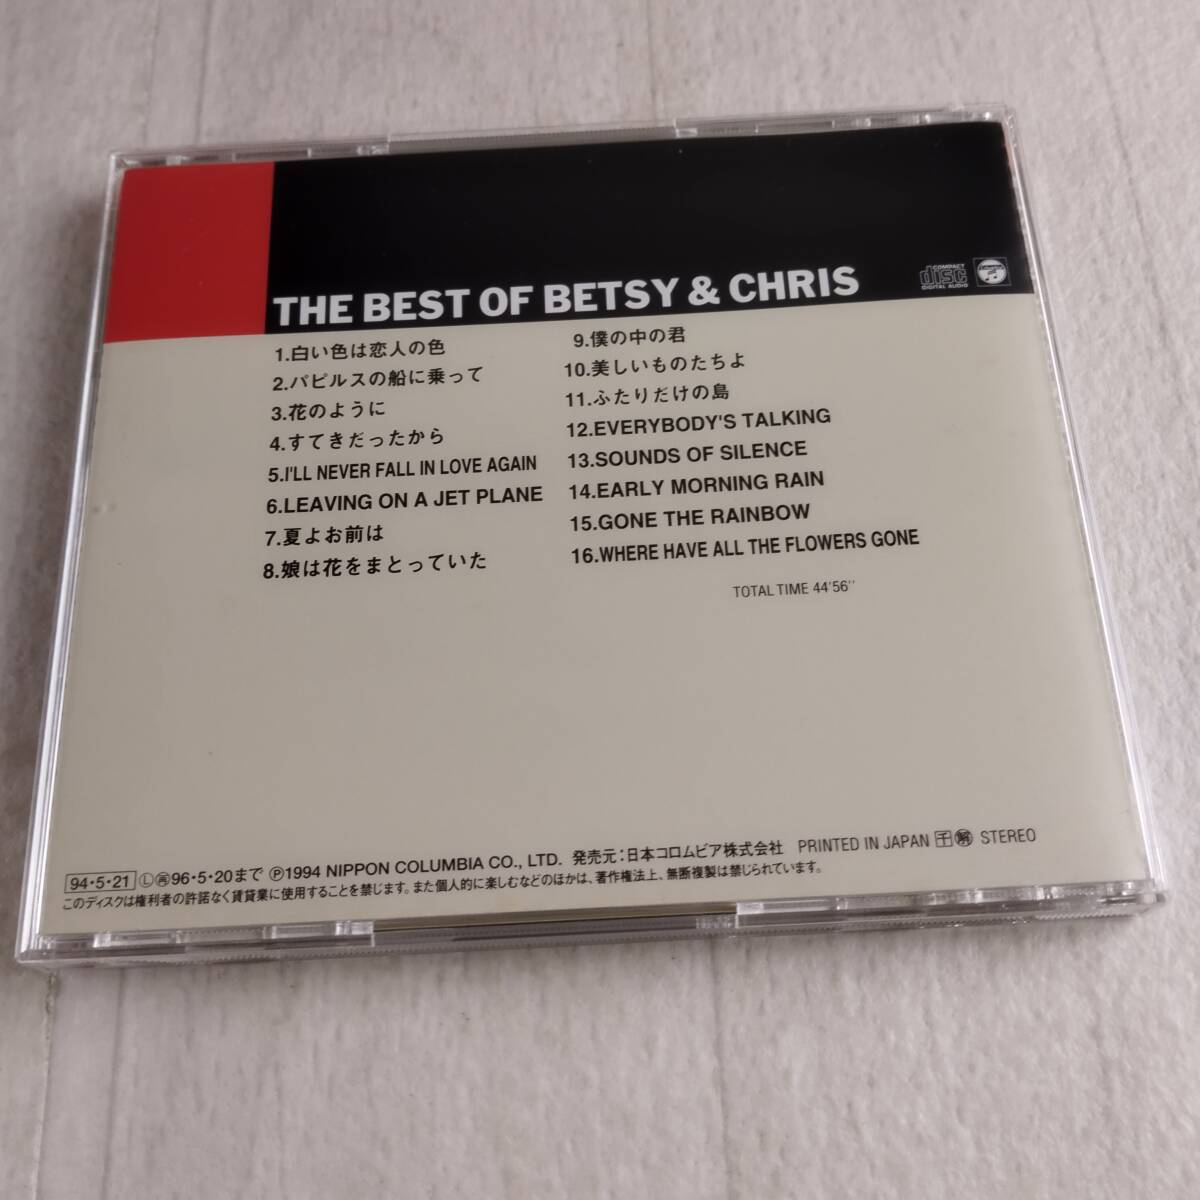 COMPACT
disc
DIGITAL AUDIO
THE BEST OF BETSY & CHRIS
1.白い色は恋人の色
2.パピルスの船に乗って
3.花のように
4.すてきだったから
5.I'LL NEVER FALL IN LOVE AGAIN
6.LEAVING ON A JET PLANE
7.夏よお前は
8.娘は花をまとっていた
9.僕の中の君
10.美しいものたちよ
11.ふたりだけの島
12.EVERYBODY'S TALKING
13.SOUNDS OF SILENCE
14.EARLY MORNING RAIN
15.GONE THE RAINBOW
16.WHERE HAVE ALL THE FLOWERS GONE
TOTAL TIME 44'56''
94・5・21 Ⓛ㊞96・5・20まで Ⓟ1994 NIPPON COLUMBIA CO., LTD. 発売元：日本コロムビア株式会社 PRINTED IN JAPAN STEREO
このディスクは権利者の許諾なく賃貸業に使用することを禁じます。また個人的に楽しむなどのほかは、著作権法上、無断複製は禁じられています。